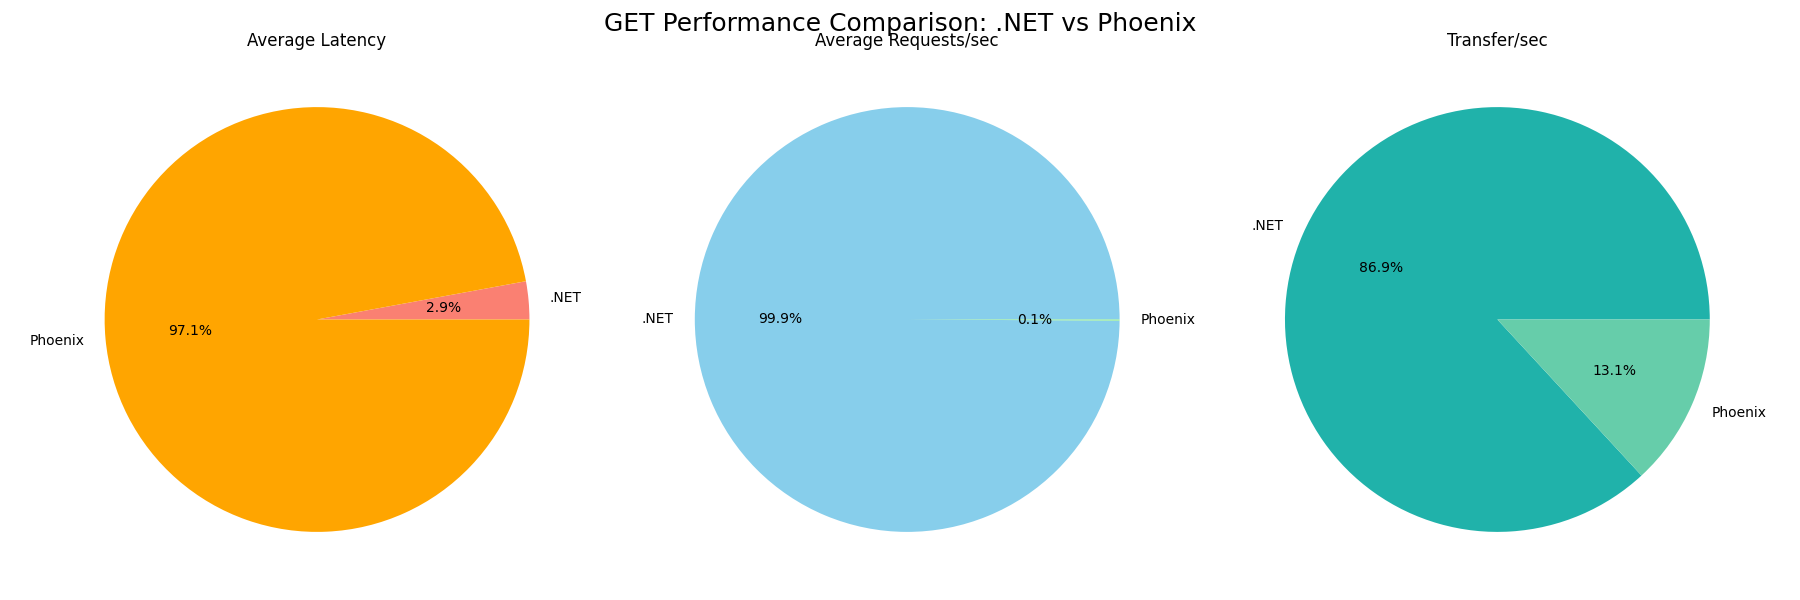 GET Performance Comparison: .NET vs Phoenix
Average Latency
.NET
2.9%
97.1%
Phoenix
Average Requests/sec
.NET
99.9%
0.1%
Phoenix
Transfer/sec
.NET
86.9%
13.1%
Phoenix